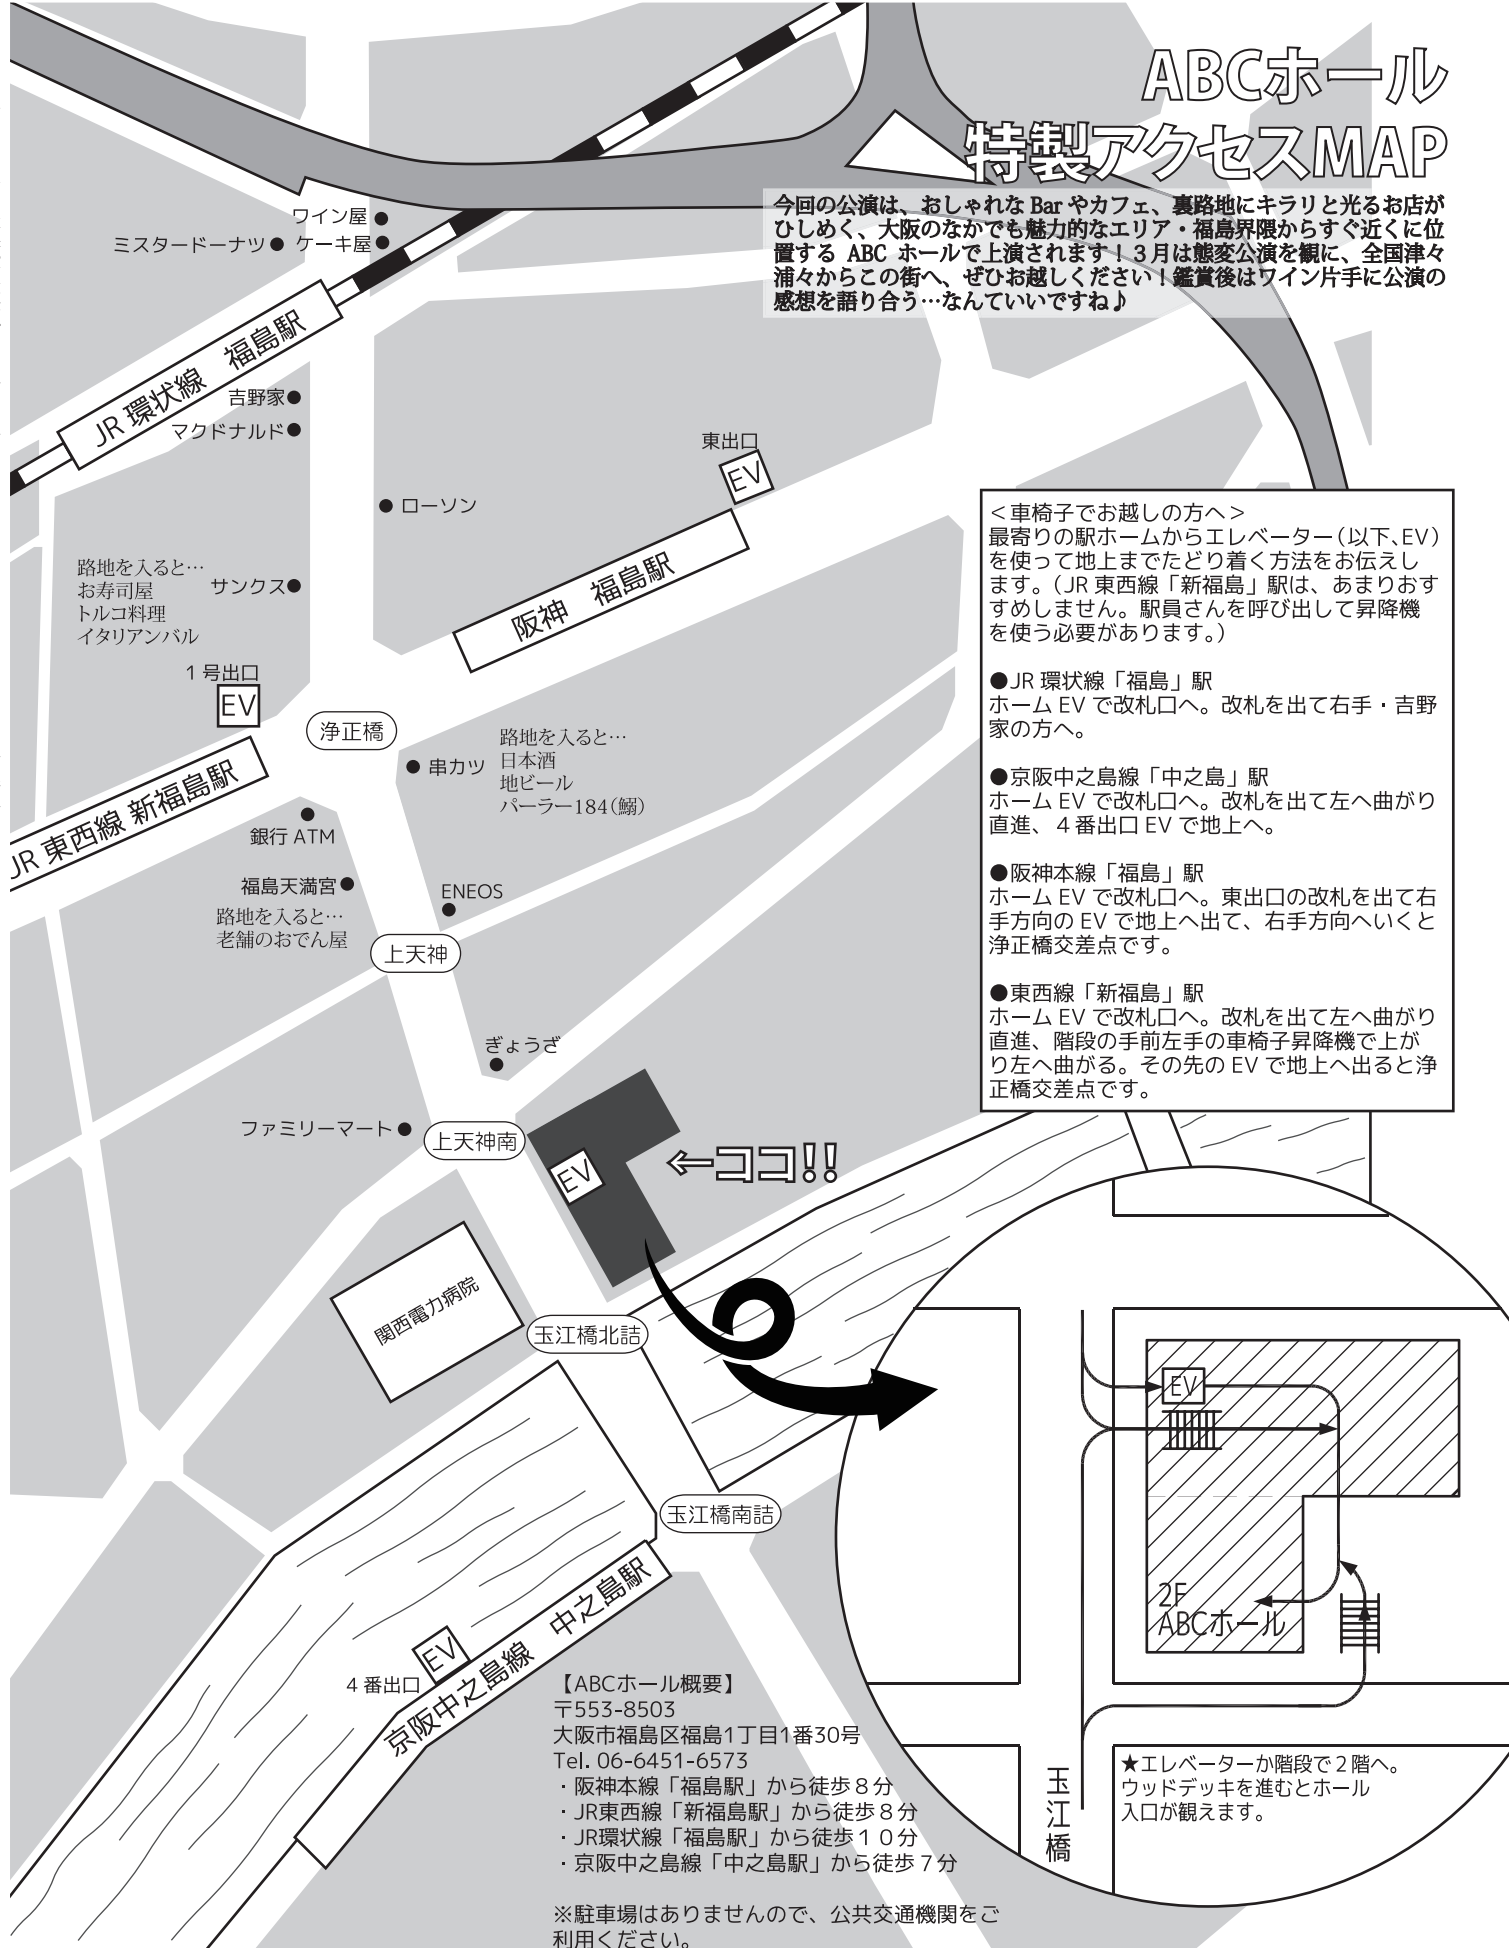 ABCホール
特製アクセスMAP
今回の公演は、おしゃれな Bar やカフェ、裏路地にキラリと光るお店が
ひしめく、大阪のなかでも魅力的なエリア・福島界隈からすぐ近くに位
置する ABC ホールで上演されます！３月は態変公演を観に、全国津々
浦々からこの街へ、ぜひお越しください！鑑賞後はワイン片手に公演の
感想を語り合う…なんていいですね♪
ワイン屋
ミスタードーナツ
ケーキ屋
JR 環状線　福島駅
吉野家
マクドナルド
東出口
EV
ローソン
阪神　福島駅
路地を入ると…
お寿司屋
トルコ料理
イタリアンバル
サンクス
１号出口
EV
浄正橋
JR 東西線 新福島駅
串カツ
路地を入ると…
日本酒
地ビール
パーラー184（鰯）
銀行 ATM
福島天満宮
路地を入ると…
老舗のおでん屋
ENEOS
上天神
ぎょうざ
ファミリーマート
上天神南
EV
←ココ!!
関西電力病院
玉江橋北詰
玉江橋南詰
EV
４番出口
京阪中之島線　中之島駅
＜車椅子でお越しの方へ＞
最寄りの駅ホームからエレベーター（以下、EV）
を使って地上までたどり着く方法をお伝えし
ます。（JR 東西線「新福島」駅は、あまりおす
すめしません。駅員さんを呼び出して昇降機
を使う必要があります。）
●JR 環状線「福島」駅
ホーム EV で改札口へ。改札を出て右手・吉野
家の方へ。
●京阪中之島線「中之島」駅
ホーム EV で改札口へ。改札を出て左へ曲がり
直進、４番出口 EV で地上へ。
●阪神本線「福島」駅
ホーム EV で改札口へ。東出口の改札を出て右
手方向の EV で地上へ出て、右手方向へいくと
浄正橋交差点です。
●東西線「新福島」駅
ホーム EV で改札口へ。改札を出て左へ曲がり
直進、階段の手前左手の車椅子昇降機で上が
り左へ曲がる。その先の EV で地上へ出ると浄
正橋交差点です。
EV
2F
ABCホール
玉江橋
★エレベーターか階段で２階へ。
ウッドデッキを進むとホール
入口が観えます。
【ABCホール概要】
〒553-8503
大阪市福島区福島1丁目1番30号
Tel. 06-6451-6573
・阪神本線「福島駅」から徒歩８分
・JR東西線「新福島駅」から徒歩８分
・JR環状線「福島駅」から徒歩１０分
・京阪中之島線「中之島駅」から徒歩７分
※駐車場はありませんので、公共交通機関をご
利用ください。